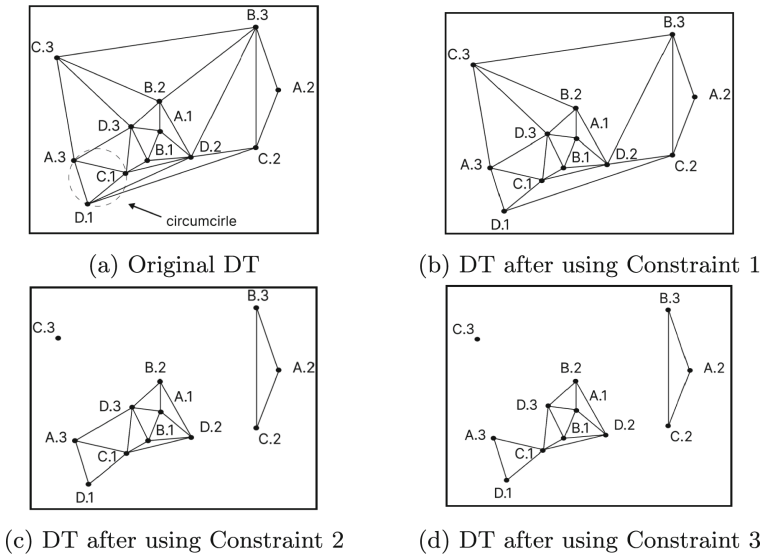 B.3
C.3
A.2
B.2
A.1
D.3
A.3
B.1
D.2
C.2
C.1
D.1
circumcirle
(a) Original DT
B.3
C.3
A.2
B.2
A.1
D.3
A.3
B.1
D.2
C.2
C.1
D.1
(b) DT after using Constraint 1
B.3
C.3
A.2
B.2
A.1
D.3
A.3
B.1
D.2
C.2
C.1
D.1
(c) DT after using Constraint 2
B.3
C.3
A.2
B.2
A.1
D.3
A.3
B.1
D.2
C.2
C.1
D.1
(d) DT after using Constraint 3